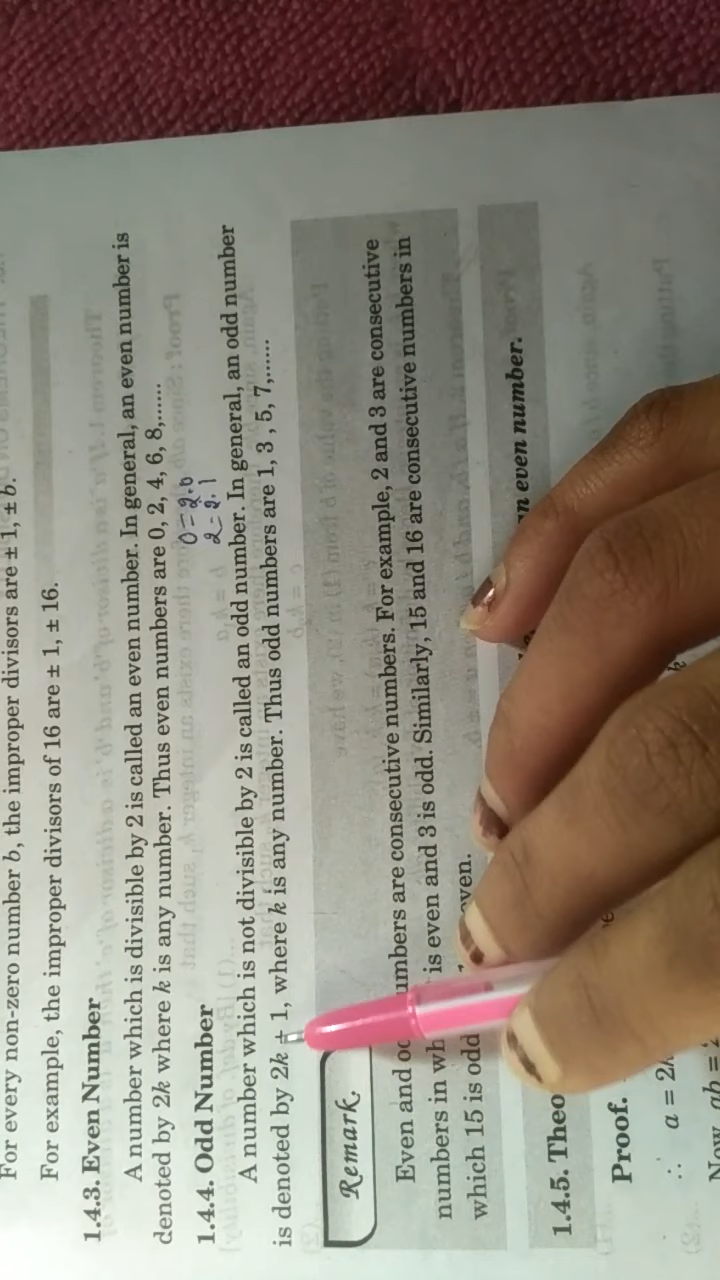 For every non-zero number b, the improper divisors are ± 1, ± b.
For example, the improper divisors of 16 are ± 1, ± 16.
1.4.3. Even Number
A number which is divisible by 2 is called an even number. In general, an even number is
denoted by 2k where k is any number. Thus even numbers are 0, 2, 4, 6, 8,......
0 = 2.0
2 = 2.1
1.4.4. Odd Number
A number which is not divisible by 2 is called an odd number. In general, an odd number
is denoted by 2k + 1, where k is any number. Thus odd numbers are 1, 3 , 5, 7,......
Remark.
Even and umbers are consecutive numbers. For example, 2 and 3 are consecutive
numbers in is even and 3 is odd. Similarly, 15 and 16 are consecutive numbers in
which 15 is odd
1.4.5. an even number.
Proof.
∴ a = 2
Now, ab =